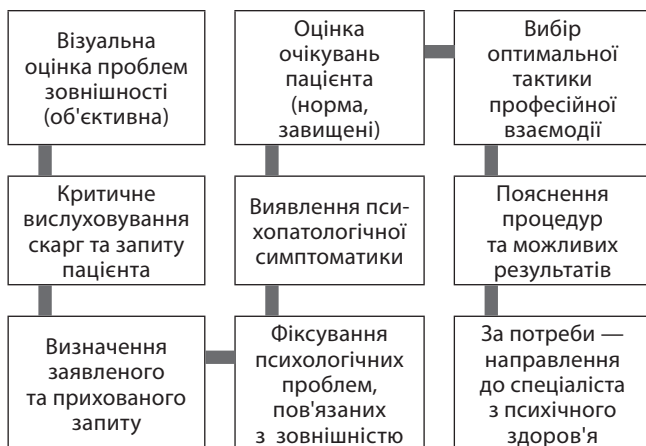 Візуальна
оцінка проблем
зовнішності
(об'єктивна)
Критичне
вислуховування
скарг та запиту
пацієнта
Визначення
заявленого
та прихованого
запиту
Фіксування
психологічних
проблем,
пов'язаних
з зовнішністю
Виявлення пси-
хопатологічної
симптоматики
Оцінка
очікувань
пацієнта
(норма,
завищені)
Вибір
оптимальної
тактики
професійної
взаємодії
Пояснення
процедур
та можливих
результатів
За потреби —
направлення
до спеціаліста
з психічного
здоров'я